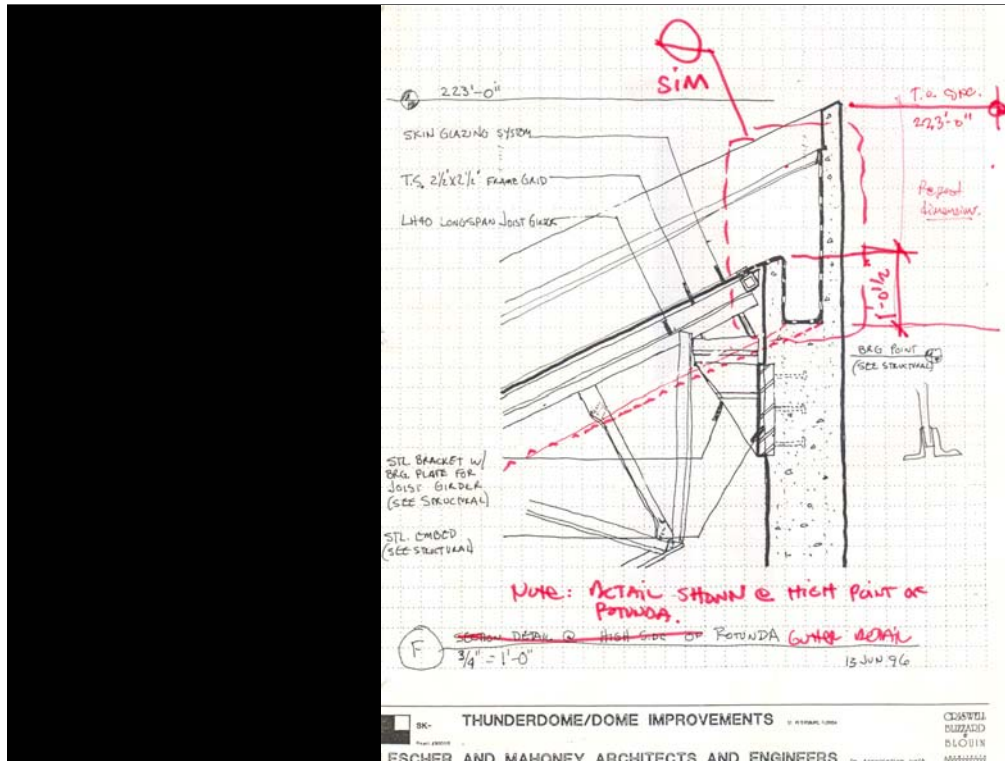 SIM
223'-0"
T.O. CONC.
223'-0"
SKIN GLAZING SYSTEM
T.S. 2½"X2½" FRAME GRID
LH40 LONGSPAN JOIST GIRDER
Repeat
dimension.
1'-0 1/2"
BRG POINT
(SEE STRUCTURAL)
STL BRACKET W/
BRG PLATE FOR
JOIST GIRDER
(SEE STRUCTURAL)
STL. EMBED
(SEE STRUCTURAL)
NOTE: DETAIL SHOWN @ HIGH POINT OF
ROTUNDA.
F
SECTION DETAIL @ HIGH SIDE OF ROTUNDA GUTTER DETAIL
3/4" = 1'-0"
13 JUN. 96
SK-
THUNDERDOME/DOME IMPROVEMENTS
CRISWELL
BLIZZARD
BLOUIN
ESCHER AND MAHONEY ARCHITECTS AND ENGINEERS